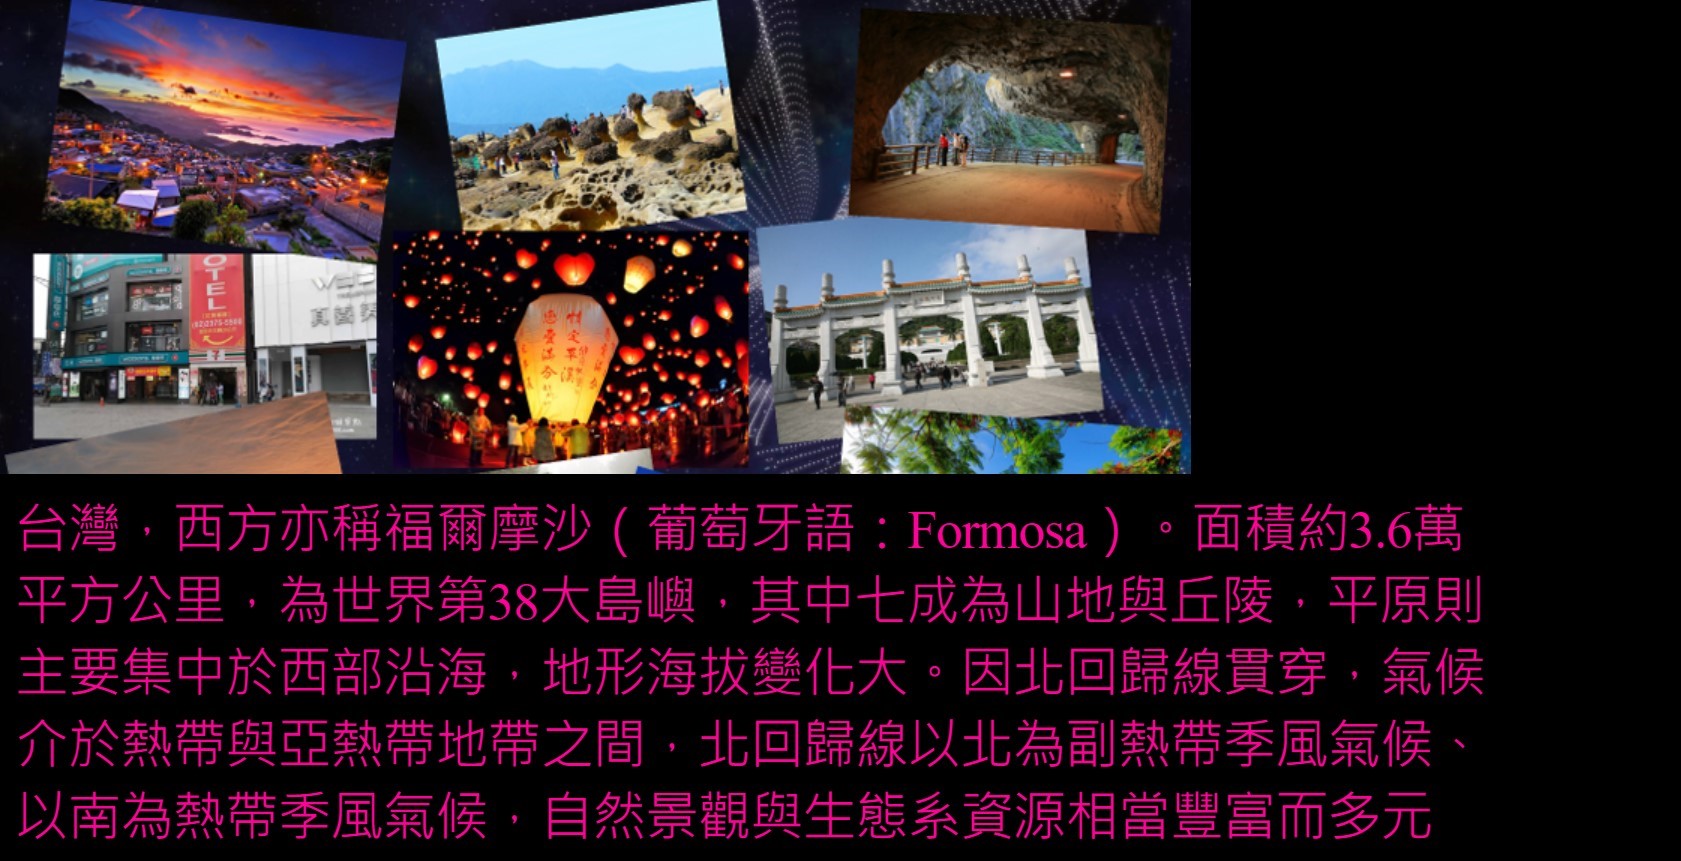 OTEL
(02)2375-5588
7
台灣，西方亦稱福爾摩沙（葡萄牙語：Formosa）。面積約3.6萬
平方公里，為世界第38大島嶼，其中七成為山地與丘陵，平原則
主要集中於西部沿海，地形海拔變化大。因北回歸線貫穿，氣候
介於熱帶與亞熱帶地帶之間，北回歸線以北為副熱帶季風氣候、
以南為熱帶季風氣候，自然景觀與生態系資源相當豐富而多元